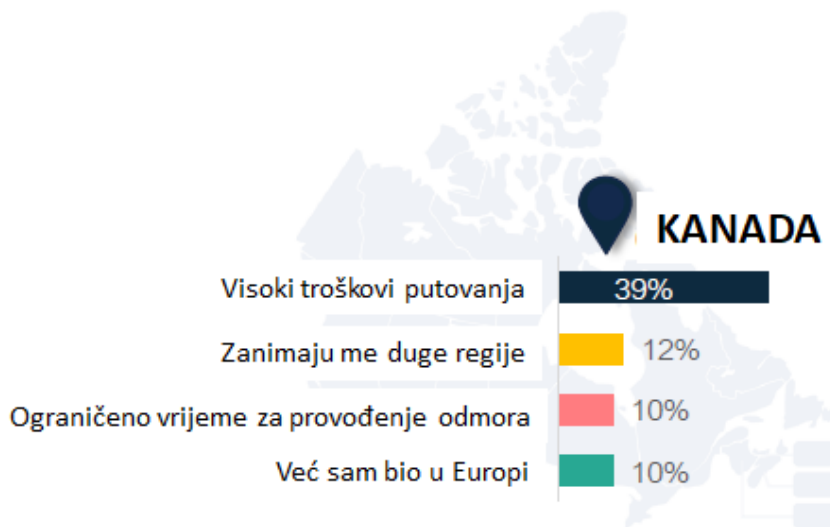 KANADA
Visoki troškovi putovanja 39%
Zanimaju me duge regije 12%
Ograničeno vrijeme za provođenje odmora 10%
Već sam bio u Europi 10%